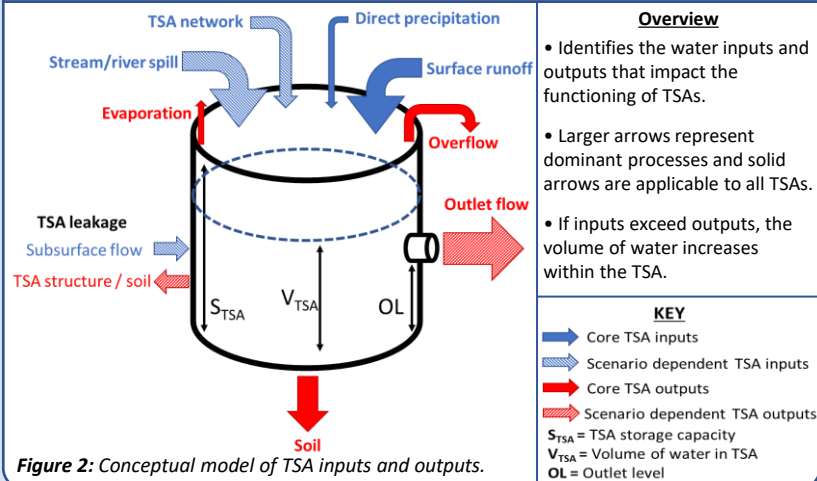 TSA network
Direct precipitation
Stream/river spill
Surface runoff
Evaporation
Overflow
Outlet flow
TSA leakage
Subsurface flow
TSA structure / soil
S_TSA
V_TSA
OL
Soil
Figure 2: Conceptual model of TSA inputs and outputs.
Overview
• Identifies the water inputs and
outputs that impact the
functioning of TSAs.
• Larger arrows represent
dominant processes and solid
arrows are applicable to all TSAs.
• If inputs exceed outputs, the
volume of water increases
within the TSA.
KEY
Core TSA inputs
Scenario dependent TSA inputs
Core TSA outputs
Scenario dependent TSA outputs
S_TSA = TSA storage capacity
V_TSA = Volume of water in TSA
OL = Outlet level